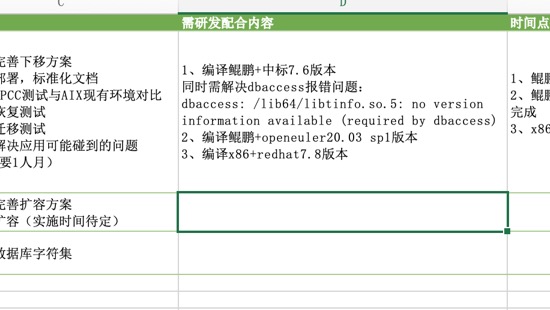 C
D
需研发配合内容
时间点
完善下移方案
部署，标准化文档
PCC测试与AIX现有环境对比
恢复测试
迁移测试
解决应用可能碰到的问题
要1人月）
1、编译鲲鹏+中标7.6版本
同时需解决dbaccess报错问题：
dbaccess: /lib64/libtinfo.so.5: no version
information available (required by dbaccess)
2、编译鲲鹏+openeuler20.03 sp1版本
3、编译x86+redhat7.8版本
1、鲲鹏
2、鲲鹏
完成
3、x86
完善扩容方案
扩容（实施时间待定）
数据库字符集